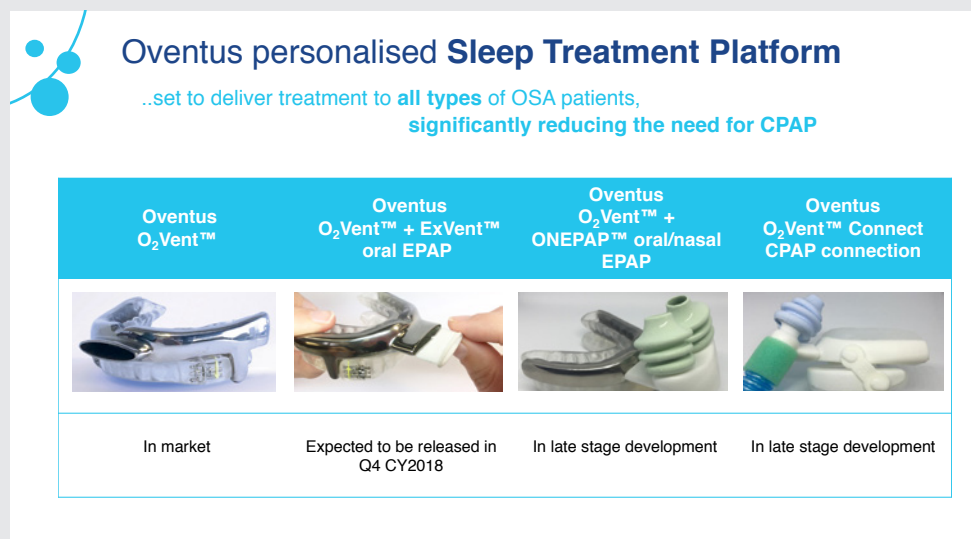 Oventus personalised Sleep Treatment Platform
..set to deliver treatment to all types of OSA patients,
significantly reducing the need for CPAP
Oventus
O₂Vent™
Oventus
O₂Vent™ + ExVent™
oral EPAP
Oventus
O₂Vent™ +
ONEPAP™ oral/nasal
EPAP
Oventus
O₂Vent™ Connect
CPAP connection
In market
Expected to be released in
Q4 CY2018
In late stage development
In late stage development